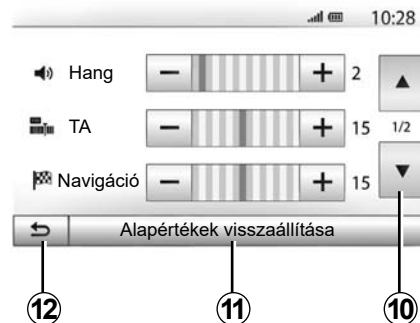 10:28
Hang − + 2 ▲
TA − + 15 1/2
Navigáció − + 15 ▼
Alapértékek visszaállítása
12 11 10